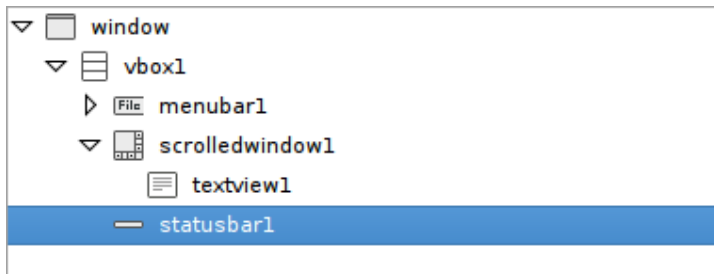 window
vbox1
File menubar1
scrolledwindow1
textview1
statusbar1